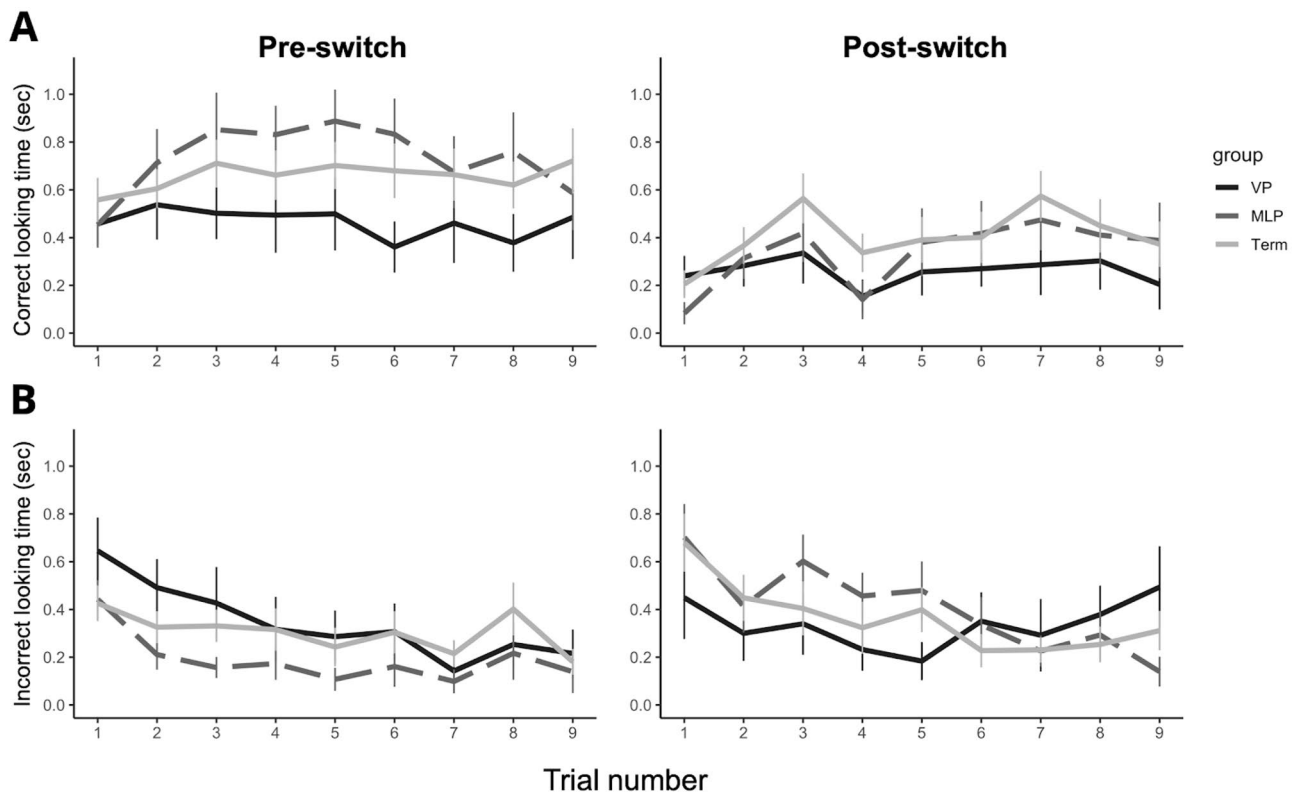 A
Pre-switch
Post-switch
Correct looking time (sec)
1.0
0.8
0.6
0.4
0.2
0.0
1 2 3 4 5 6 7 8 9
1.0
0.8
0.6
0.4
0.2
0.0
1 2 3 4 5 6 7 8 9
group
VP
MLP
Term
B
Incorrect looking time (sec)
1.0
0.8
0.6
0.4
0.2
0.0
1 2 3 4 5 6 7 8 9
1.0
0.8
0.6
0.4
0.2
0.0
1 2 3 4 5 6 7 8 9
Trial number